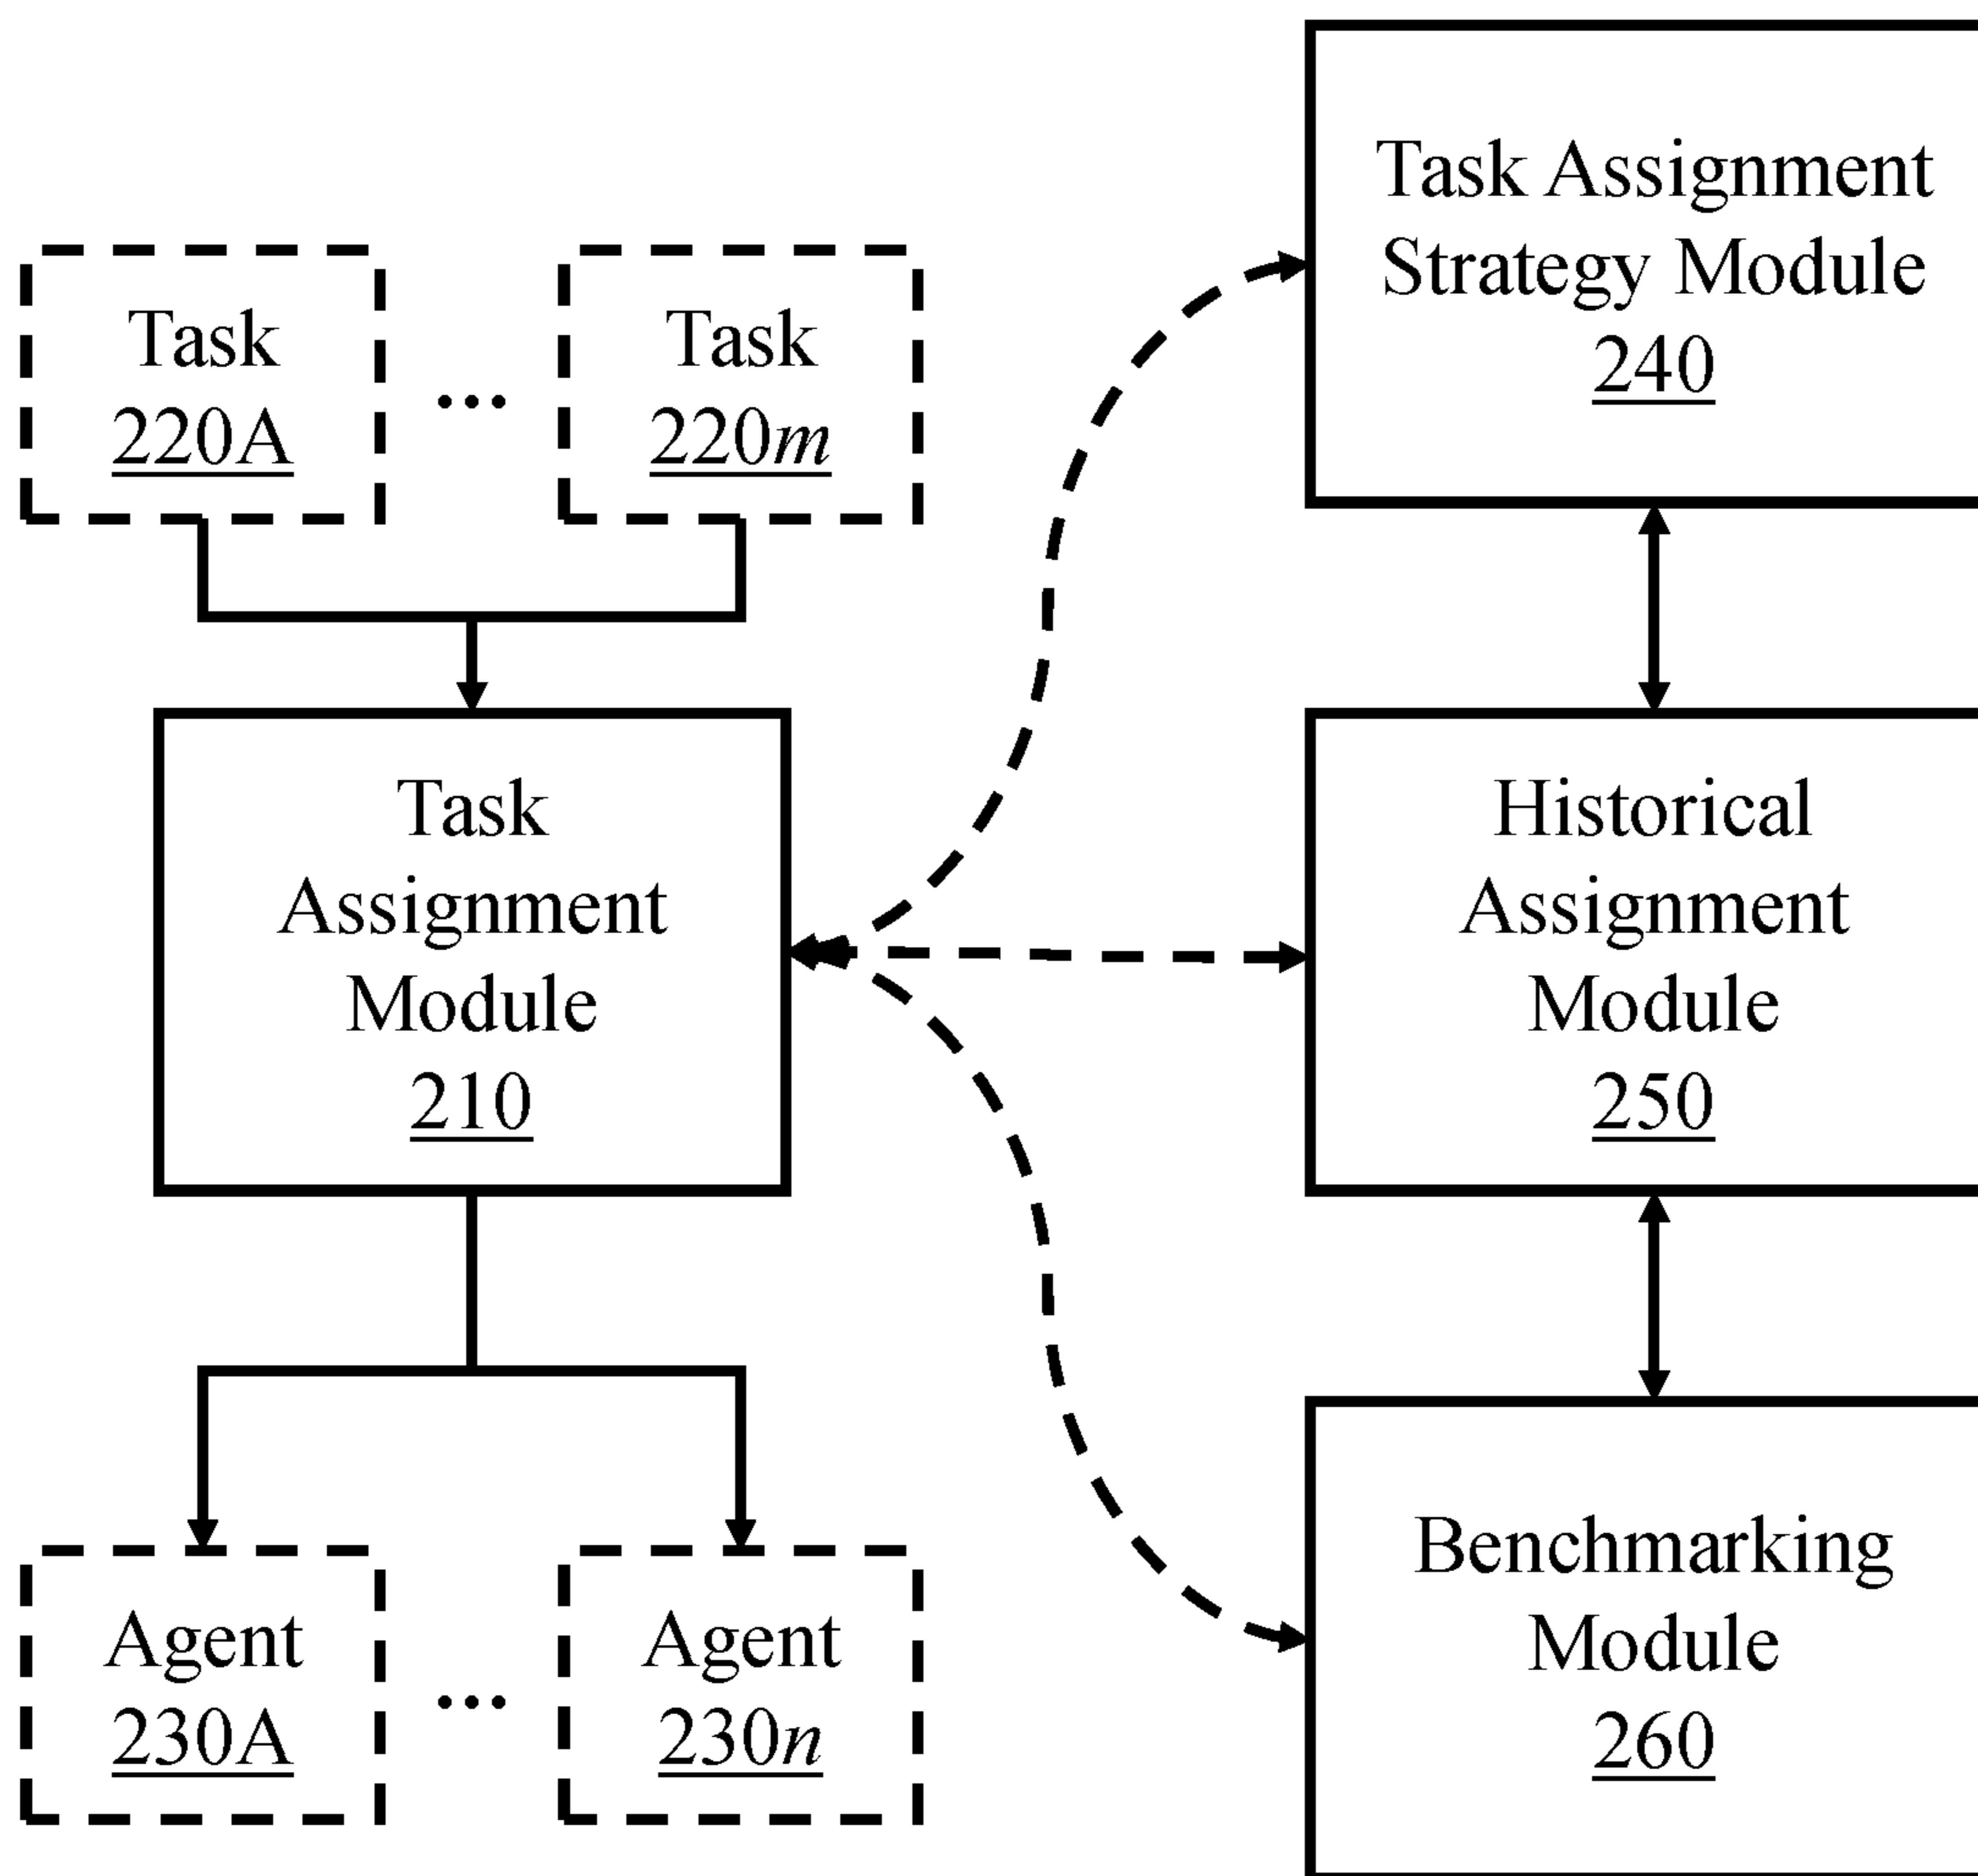 Task Assignment
Strategy Module
240
Task
220A
...
Task
220m
Task
Assignment
Module
210
Historical
Assignment
Module
250
Agent
230A
...
Agent
230n
Benchmarking
Module
260